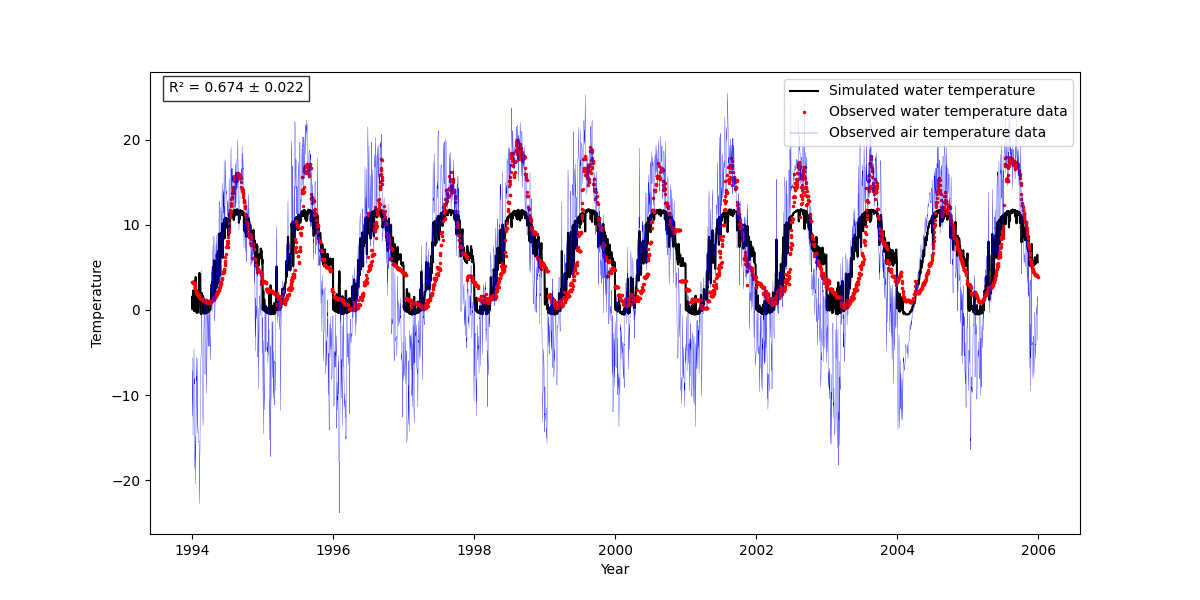 R² = 0.674 ± 0.022
Simulated water temperature
Observed water temperature data
Observed air temperature data
Temperature
20
10
0
−10
−20
1994
1996
1998
2000
2002
2004
2006
Year